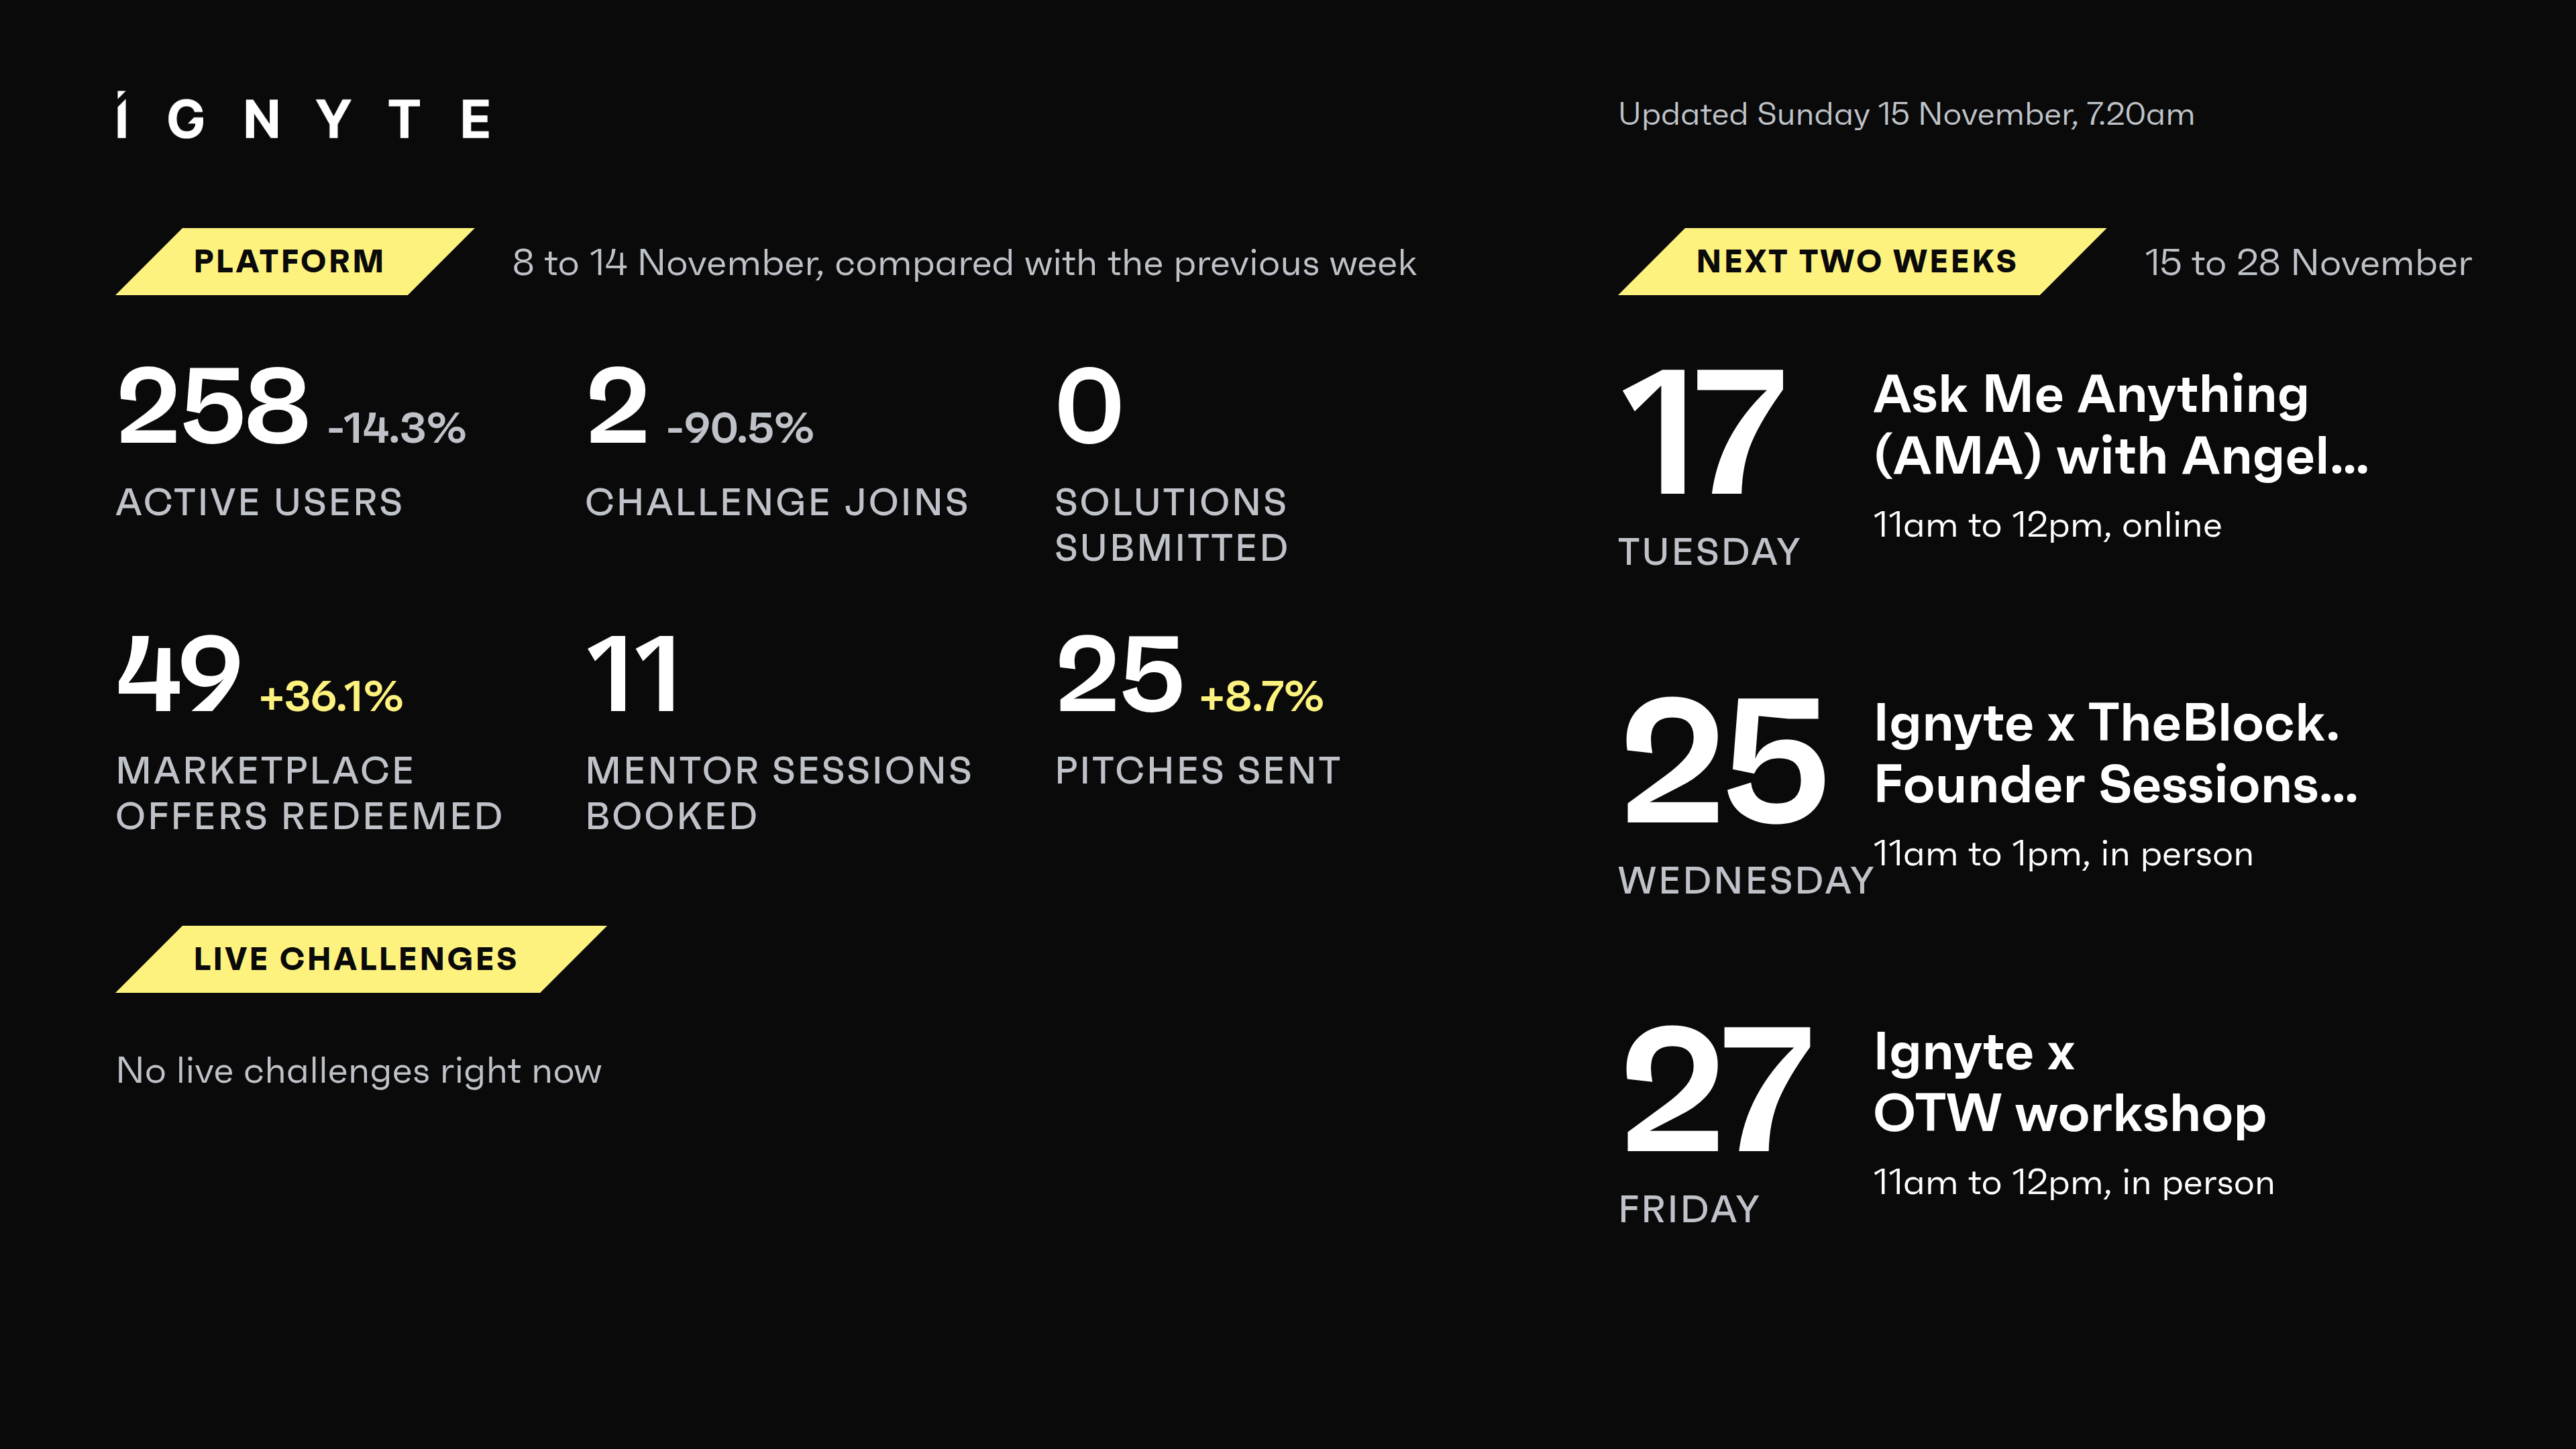 IGNYTE
Updated Sunday 15 November, 7.20am
PLATFORM
8 to 14 November, compared with the previous week
258 -14.3%
ACTIVE USERS
2 -90.5%
CHALLENGE JOINS
0
SOLUTIONS
SUBMITTED
49 +36.1%
MARKETPLACE
OFFERS REDEEMED
11
MENTOR SESSIONS
BOOKED
25 +8.7%
PITCHES SENT
LIVE CHALLENGES
No live challenges right now
NEXT TWO WEEKS
15 to 28 November
17
TUESDAY
Ask Me Anything
(AMA) with Angel...
11am to 12pm, online
25
WEDNESDAY
Ignyte x TheBlock.
Founder Sessions...
11am to 1pm, in person
27
FRIDAY
Ignyte x
OTW workshop
11am to 12pm, in person